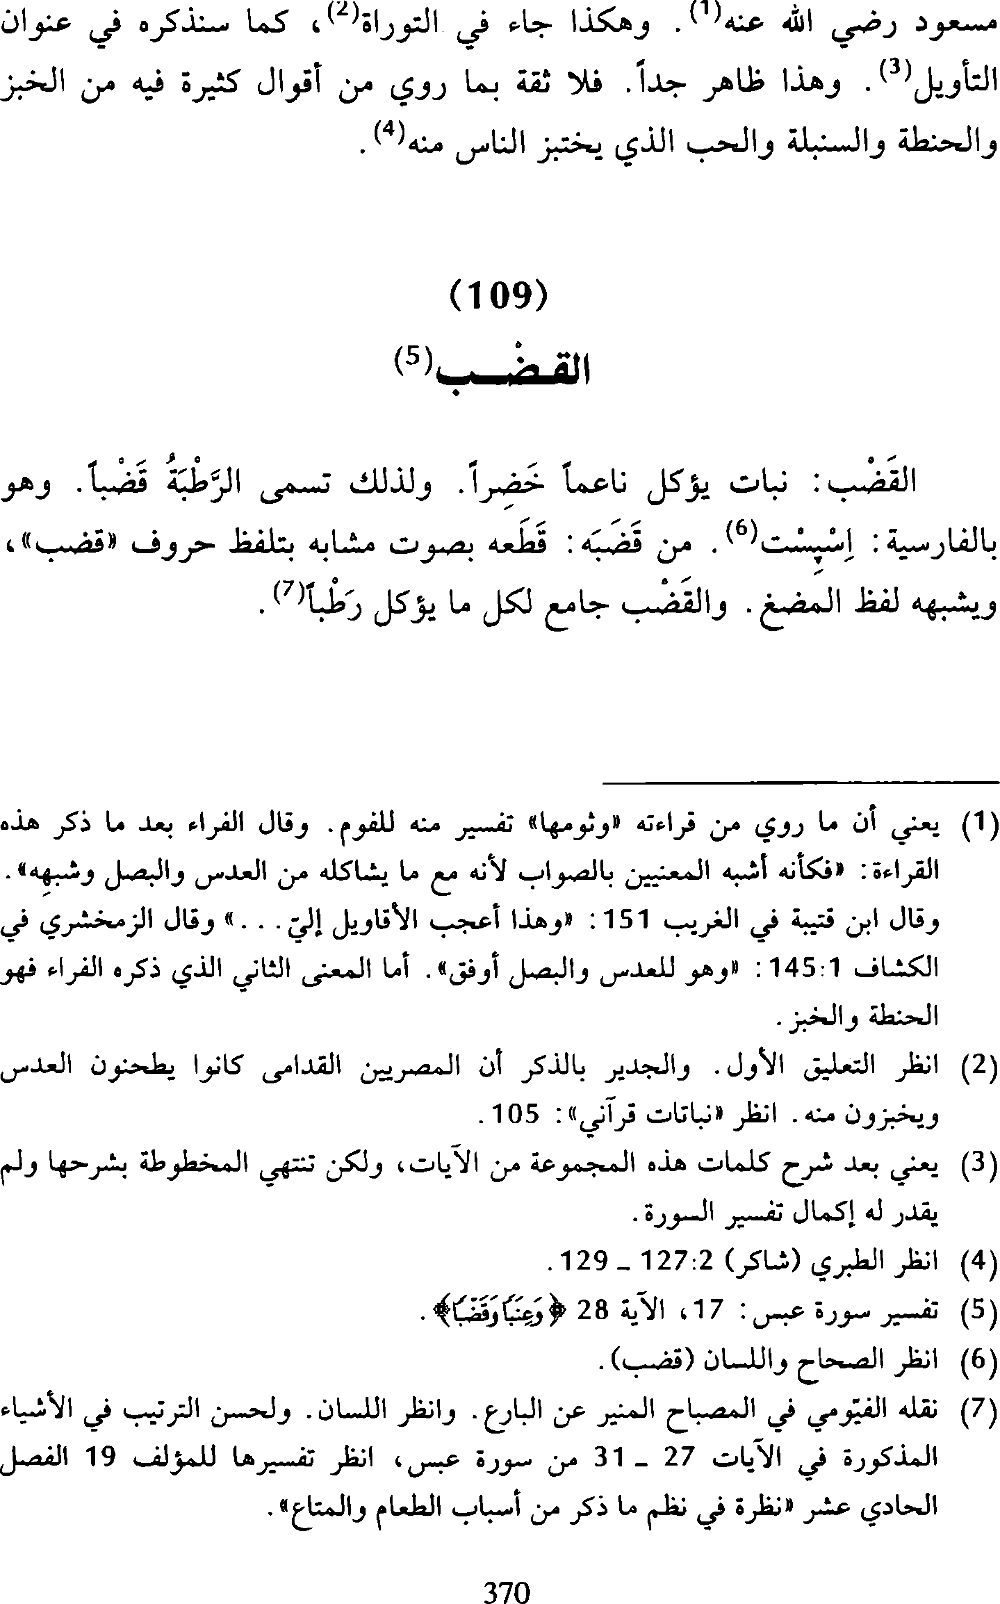 مسعود رضي الله عنه(1). وهكذا جاء في التوراة(2)، كما سنذكره في عنوان
التأويل(3). وهذا ظاهر جداً. فلا ثقة بما روي من أقوال كثيرة فيه من الخبز
والحنطة والسنبلة والحب الذي يختبز الناس منه(4).
(109)
القضْب(5)
القَضْب: نبات يؤكل ناعماً خَضِراً. ولذلك تسمى الرَّطْبَةُ قَضْباً. وهو
بالفارسية: اِسْپِسْت(6). من قَضَبَه: قَطَعه بصوت مشابه بتلفظ حروف «قضب»،
ويشبهه لفظ المضغ. والقَضْب جامع لكل ما يؤكل رَطْباً(7).
(1) يعني أن ما روي من قراءته «وثومها» تفسير منه للفوم. وقال الفراء بعد ما ذكر هذه
القراءة: «فكأنه أشبه المعنيين بالصواب لأنه مع ما يشاكله من العدس والبصل وشبهه».
وقال ابن قتيبة في الغريب 151: «وهذا أعجب الأقاويل إليّ...» وقال الزمخشري في
الكشاف 145:1: «وهو للعدس والبصل أوفق». أما المعنى الثاني الذي ذكره الفراء فهو
الحنطة والخبز.
(2) انظر التعليق الأول. والجدير بالذكر أن المصريين القدامى كانوا يطحنون العدس
ويخبزون منه. انظر «نباتات قرآني»: 105.
(3) يعني بعد شرح كلمات هذه المجموعة من الآيات، ولكن تنتهي المخطوطة بشرحها ولم
يقدر له إكمال تفسير السورة.
(4) انظر الطبري (شاكر) 127:2 ـ 129.
(5) تفسير سورة عبس: 17، الآية 28 ﴿وَعِنَبًا وَقَضْبًا﴾.
(6) انظر الصحاح واللسان (قضب).
(7) نقله الفيّومي في المصباح المنير عن البارع. وانظر اللسان. ولحسن الترتيب في الأشياء
المذكورة في الآيات 27 ـ 31 من سورة عبس، انظر تفسيرها للمؤلف 19 الفصل
الحادي عشر «نظرة في نظم ما ذكر من أسباب الطعام والمتاع».
370